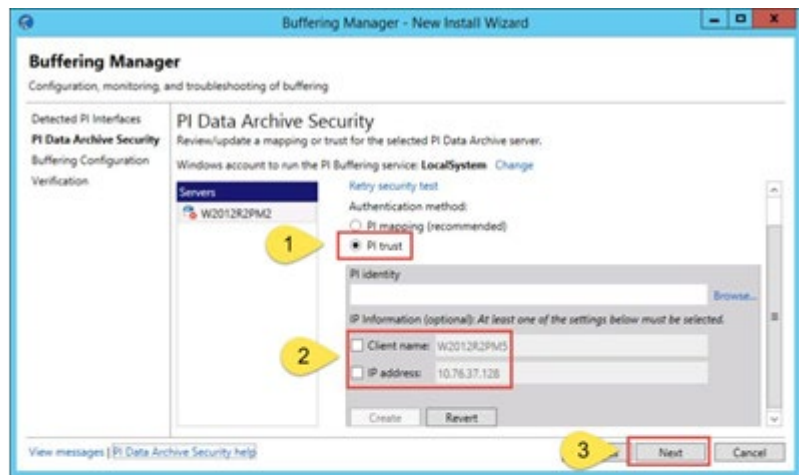 Buffering Manager - New Install Wizard
Buffering Manager
Configuration, monitoring, and troubleshooting of buffering
Detected PI Interfaces
PI Data Archive Security
Buffering Configuration
Verification
PI Data Archive Security
Review/update a mapping or trust for the selected PI Data Archive server.
Windows account to run the PI Buffering service: LocalSystem Change
Servers
W2012R2PM2
Retry security test
Authentication method:
PI mapping (recommended)
1
PI trust
PI identity
Browse...
IP Information (optional): At least one of the settings below must be selected.
2
Client name: W2012R2PM5
IP address: 10.76.37.128
Create Revert
View messages | PI Data Archive Security help
3
Next Cancel